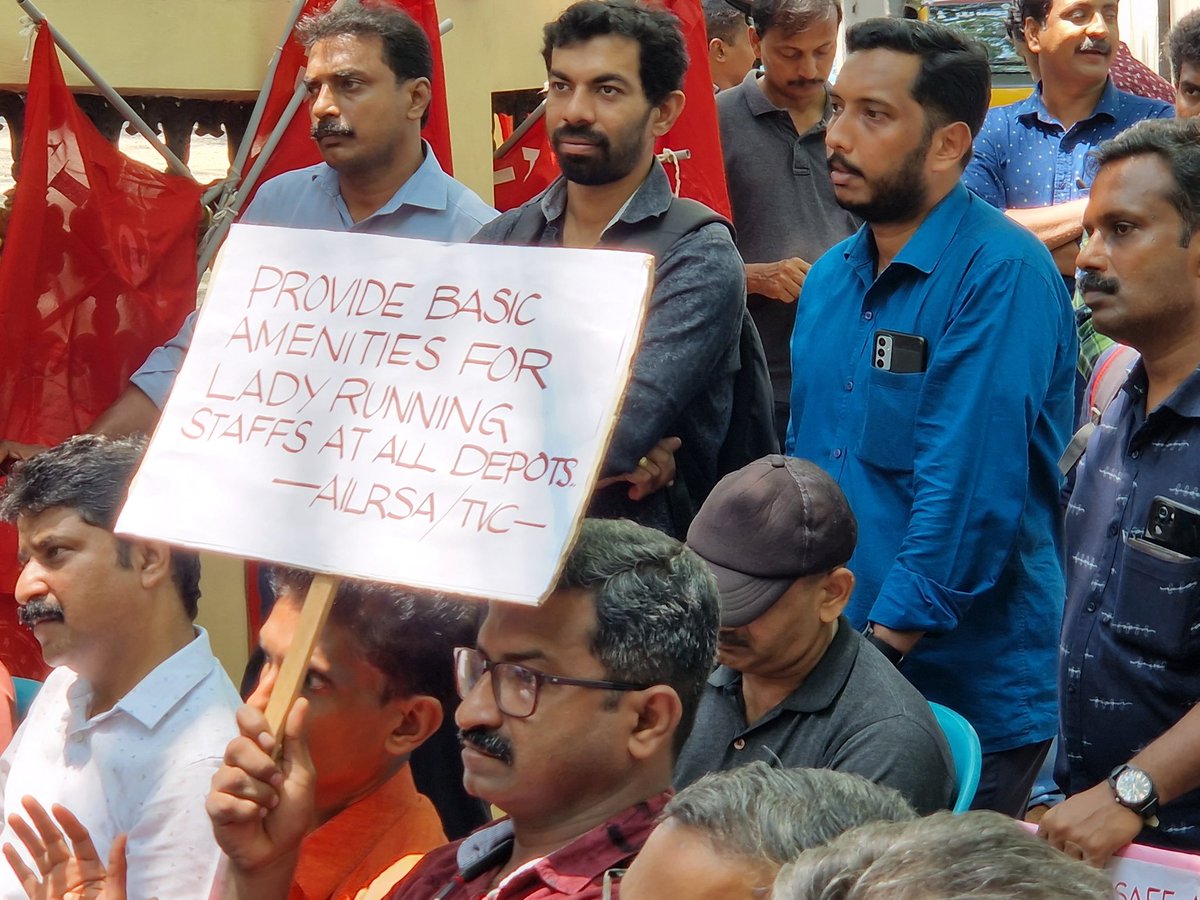 PROVIDE BASIC
AMENITIES FOR
LADY RUNNING
STAFFS AT ALL DEPOTS.
—AILRSA/TVC—
SAFE